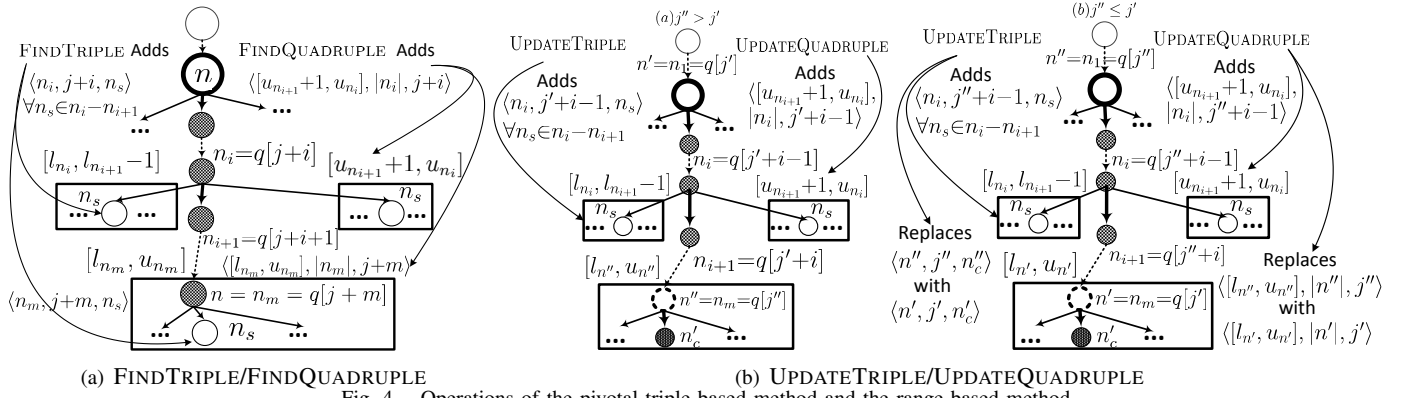 FINDTRIPLE Adds
⟨n_i, j+i, n_s⟩
∀n_s∈n_i−n_{i+1}
FINDQUADRUPLE Adds
⟨[u_{n_{i+1}}+1, u_{n_i}], |n_i|, j+i⟩
n
...
...
n_i=q[j+i]
[l_{n_i}, l_{n_{i+1}}−1]
[u_{n_{i+1}}+1, u_{n_i}]
... n_s ...
... n_s ...
n_{i+1}=q[j+i+1]
[l_{n_m}, u_{n_m}]
⟨[l_{n_m}, u_{n_m}], |n_m|, j+m⟩
⟨n_m, j+m, n_s⟩
n = n_m = q[j + m]
... n_s ...
(a) FINDTRIPLE/FINDQUADRUPLE
(a)j″ > j′
UPDATETRIPLE
UPDATEQUADRUPLE
n′=n_1=q[j′]
Adds
⟨n_i, j′+i−1, n_s⟩
∀n_s∈n_i−n_{i+1}
Adds
⟨[u_{n_{i+1}}+1, u_{n_i}],
|n_i|, j′+i−1⟩
...
...
n_i=q[j′+i−1]
[l_{n_i}, l_{n_{i+1}}−1]
[u_{n_{i+1}}+1, u_{n_i}]
... n_s ...
... n_s ...
n_{i+1}=q[j′+i]
[l_{n″}, u_{n″}]
n″=n_m=q[j″]
... n′_c ...
(b)j″ ≤ j′
UPDATETRIPLE
UPDATEQUADRUPLE
n″=n_1=q[j″]
Adds
⟨n_i, j″+i−1, n_s⟩
∀n_s∈n_i−n_{i+1}
Adds
⟨[u_{n_{i+1}}+1, u_{n_i}],
|n_i|, j″+i−1⟩
...
...
n_i=q[j″+i−1]
[l_{n_i}, l_{n_{i+1}}−1]
[u_{n_{i+1}}+1, u_{n_i}]
... n_s ...
... n_s ...
n_{i+1}=q[j″+i]
[l_{n′}, u_{n′}]
Replaces
⟨n″, j″, n″_c⟩
with
⟨n′, j′, n′_c⟩
n′=n_m=q[j′]
... n′_c ...
Replaces
⟨[l_{n″}, u_{n″}], |n″|, j″⟩
with
⟨[l_{n′}, u_{n′}], |n′|, j′⟩
(b) UPDATETRIPLE/UPDATEQUADRUPLE
Fig. 4. Operations of the pivotal triple based method and the range based method